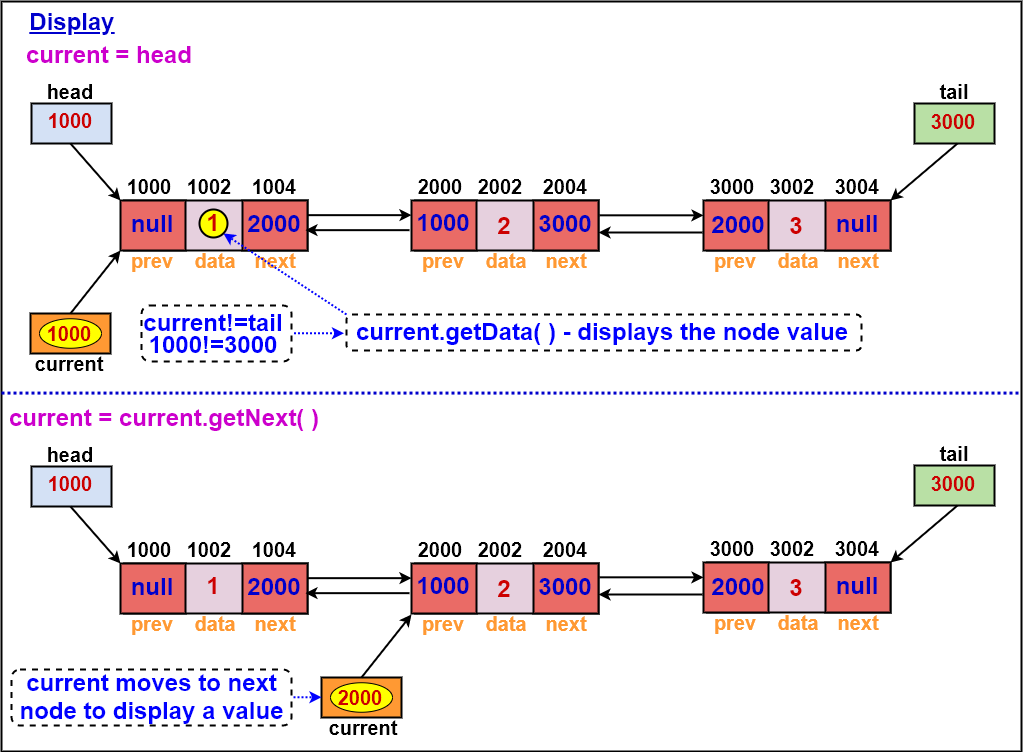 Display
current = head
head
tail
1000
3000
1000 1002 1004
2000 2002 2004
3000 3002 3004
null 1 2000
1000 2 3000
2000 3 null
prev data next
prev data next
prev data next
1000
current
current!=tail
1000!=3000
current.getData( ) - displays the node value
current = current.getNext( )
head
tail
1000
3000
1000 1002 1004
2000 2002 2004
3000 3002 3004
null 1 2000
1000 2 3000
2000 3 null
prev data next
prev data next
prev data next
current moves to next
node to display a value
2000
current